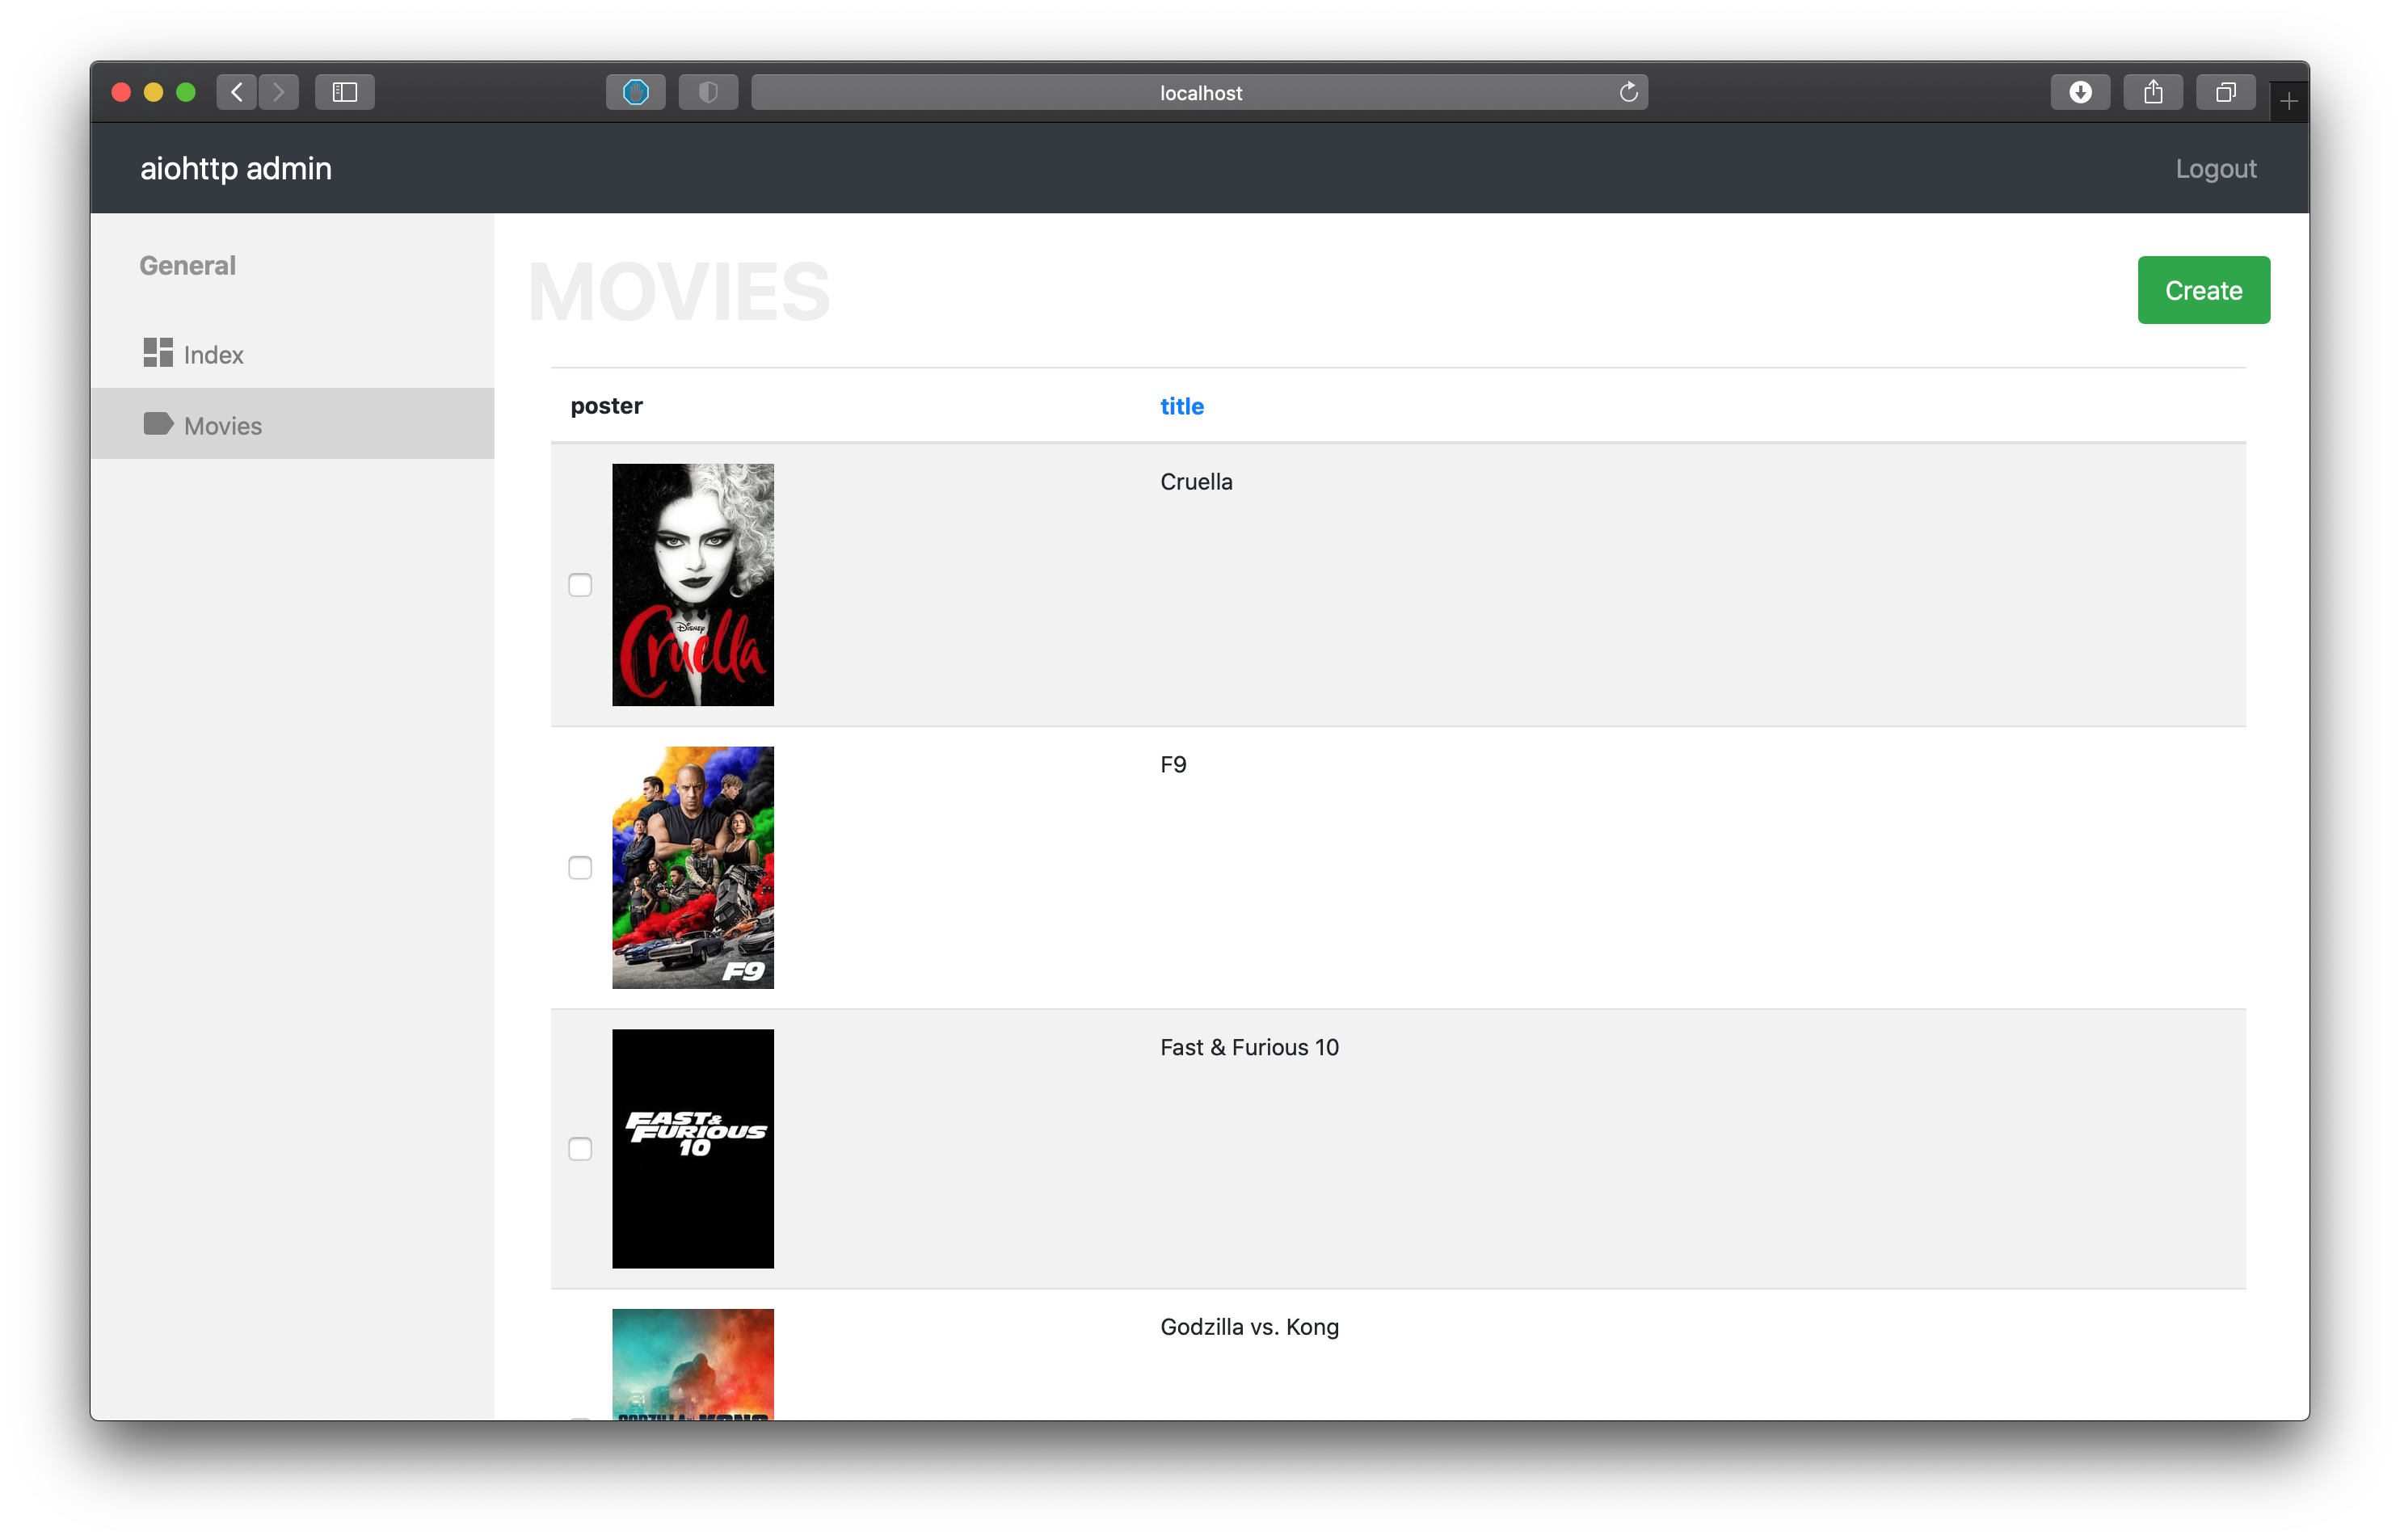 localhost
aiohttp admin
Logout
General
Index
Movies
MOVIES
Create
poster
title
Cruella
DISNEY
Cruella
F9
F9
Fast & Furious 10
FAST &
FURIOUS
10
Godzilla vs. Kong